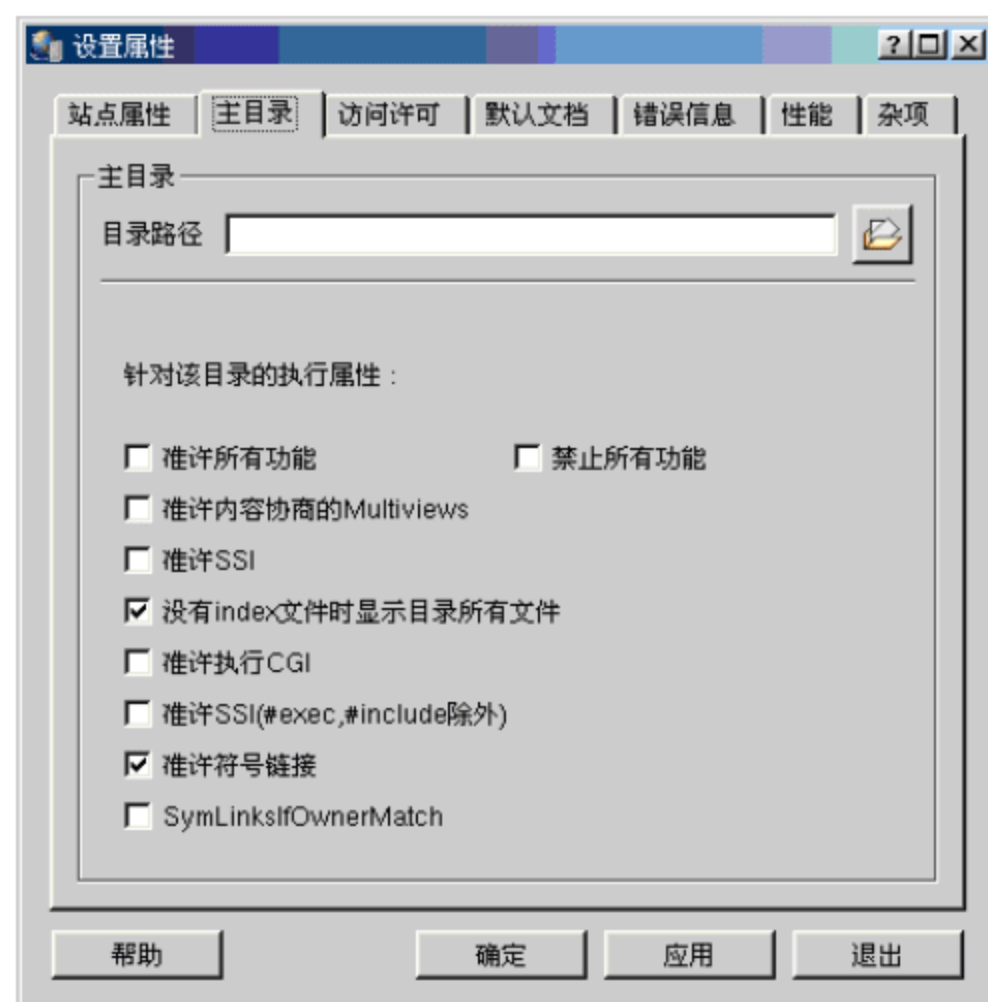 设置属性
站点属性 主目录 访问许可 默认文档 错误信息 性能 杂项
主目录
目录路径
针对该目录的执行属性：
准许所有功能 禁止所有功能
准许内容协商的Multiviews
准许SSI
没有index文件时显示目录所有文件
准许执行CGI
准许SSI(#exec,#include除外)
准许符号链接
SymLinksIfOwnerMatch
帮助 确定 应用 退出